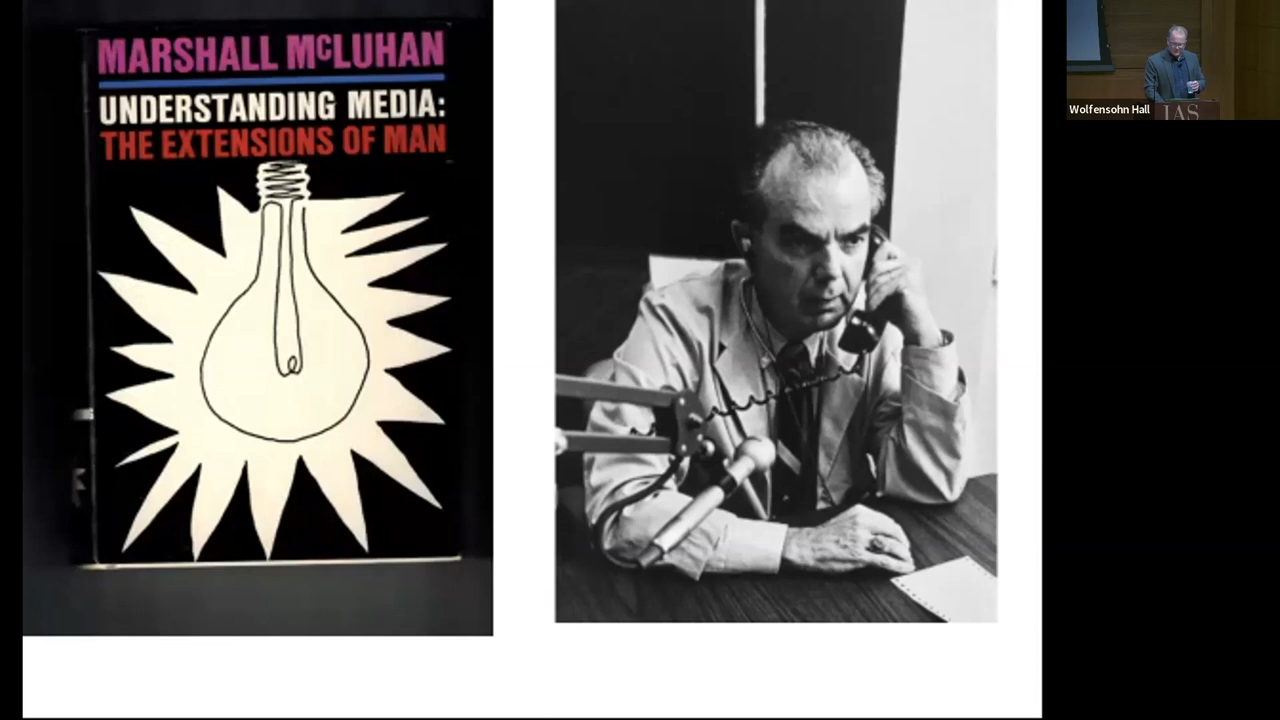 MARSHALL McLUHAN
UNDERSTANDING MEDIA:
THE EXTENSIONS OF MAN
Wolfensohn Hall
IAS